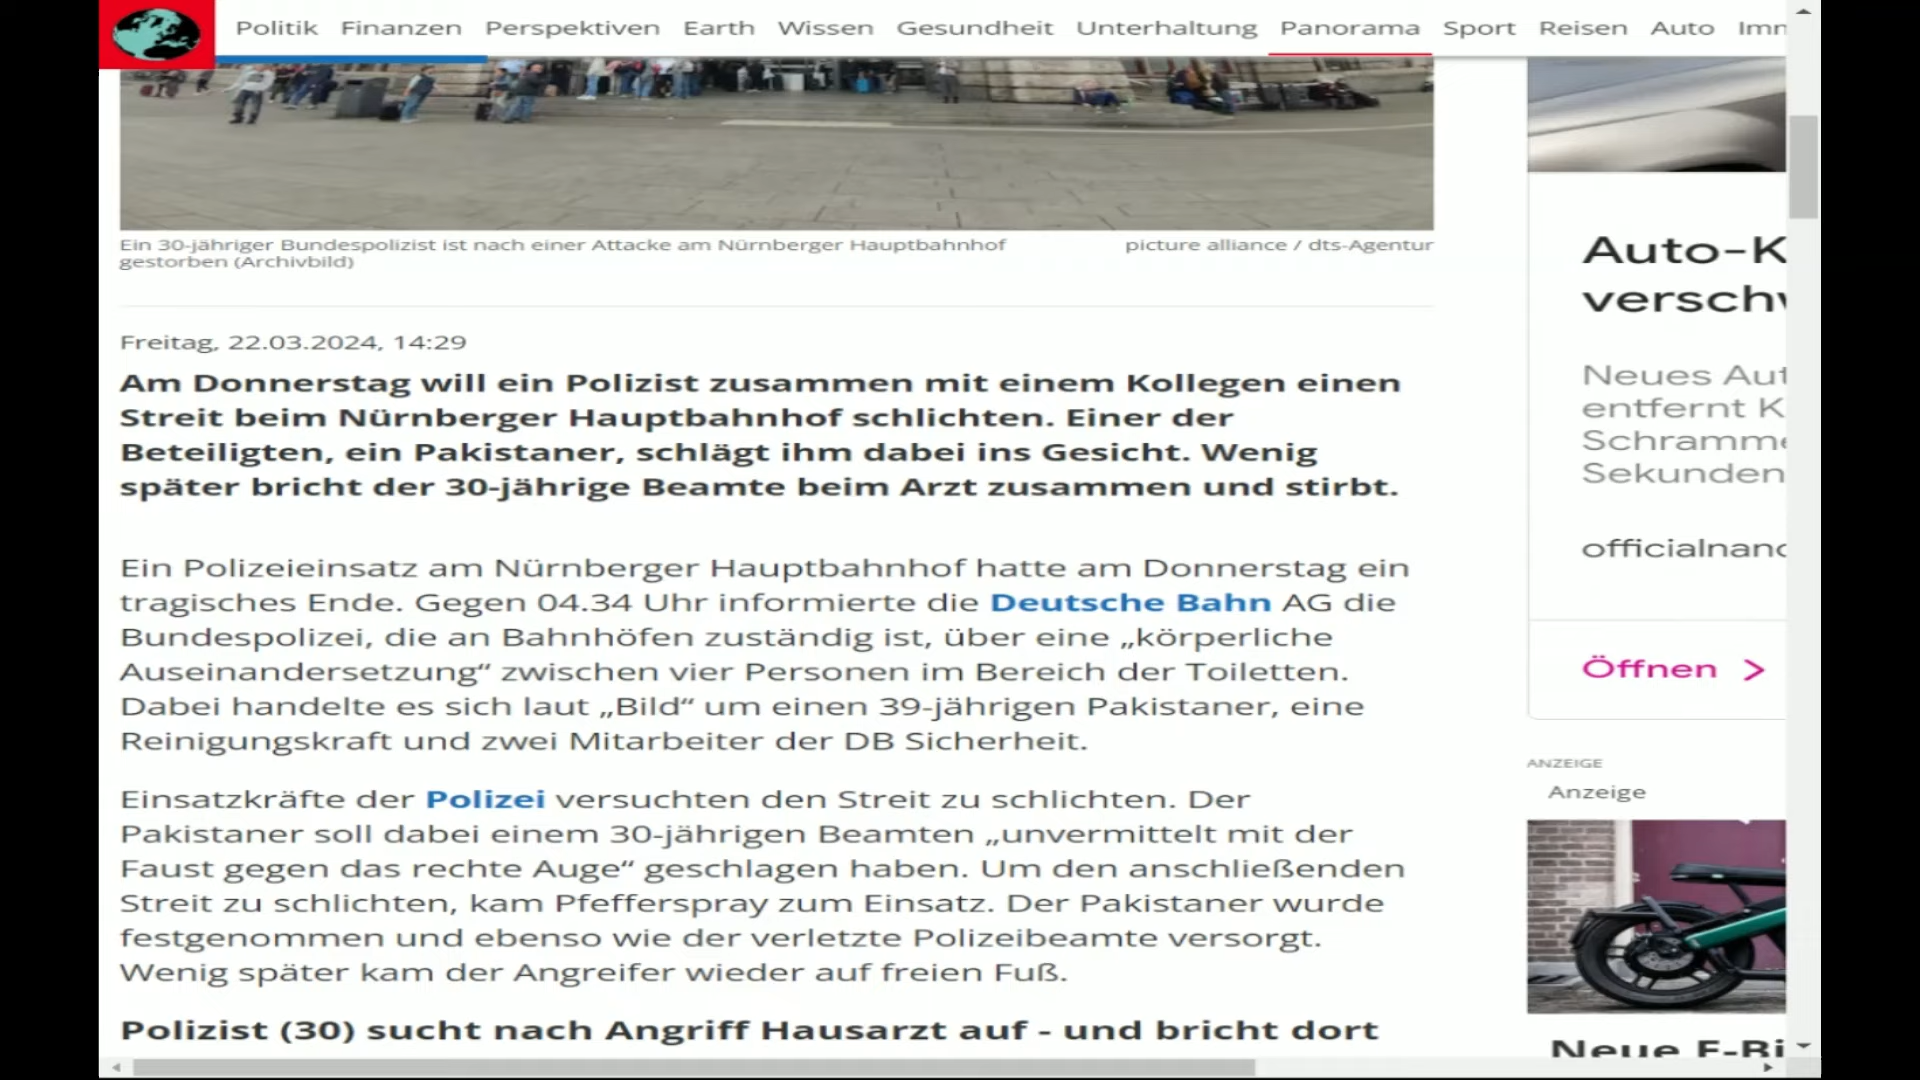 Politik Finanzen Perspektiven Earth Wissen Gesundheit Unterhaltung Panorama Sport Reisen Auto
Ein 30-jähriger Bundespolizist ist nach einer Attacke am Nürnberger Hauptbahnhof
gestorben (Archivbild)
picture alliance / dts-Agentur
Freitag, 22.03.2024, 14:29
Am Donnerstag will ein Polizist zusammen mit einem Kollegen einen
Streit beim Nürnberger Hauptbahnhof schlichten. Einer der
Beteiligten, ein Pakistaner, schlägt ihm dabei ins Gesicht. Wenig
später bricht der 30-jährige Beamte beim Arzt zusammen und stirbt.
Ein Polizeieinsatz am Nürnberger Hauptbahnhof hatte am Donnerstag ein
tragisches Ende. Gegen 04.34 Uhr informierte die Deutsche Bahn AG die
Bundespolizei, die an Bahnhöfen zuständig ist, über eine „körperliche
Auseinandersetzung“ zwischen vier Personen im Bereich der Toiletten.
Dabei handelte es sich laut „Bild“ um einen 39-jährigen Pakistaner, eine
Reinigungskraft und zwei Mitarbeiter der DB Sicherheit.
Einsatzkräfte der Polizei versuchten den Streit zu schlichten. Der
Pakistaner soll dabei einem 30-jährigen Beamten „unvermittelt mit der
Faust gegen das rechte Auge“ geschlagen haben. Um den anschließenden
Streit zu schlichten, kam Pfefferspray zum Einsatz. Der Pakistaner wurde
festgenommen und ebenso wie der verletzte Polizeibeamte versorgt.
Wenig später kam der Angreifer wieder auf freien Fuß.
Polizist (30) sucht nach Angriff Hausarzt auf - und bricht dort
Auto-K
versch
Neues Aut
entfernt K
Schramme
Sekunden
officialnano
Öffnen >
ANZEIGE
Anzeige
Neue E-Bi